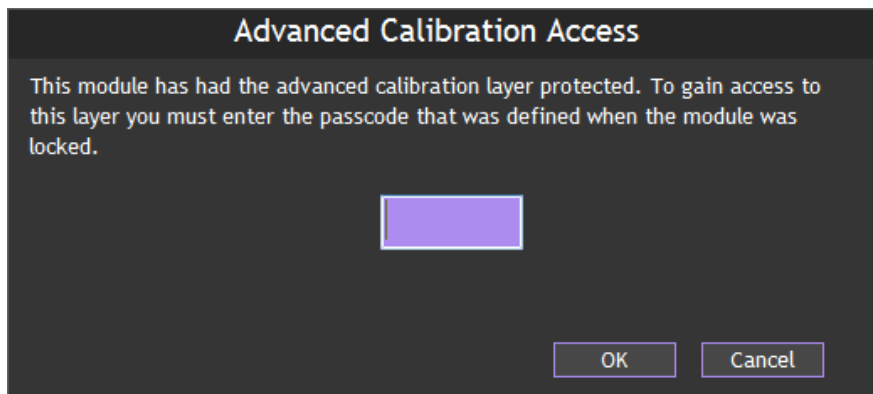 Advanced Calibration Access
This module has had the advanced calibration layer protected. To gain access to
this layer you must enter the passcode that was defined when the module was
locked.
OK Cancel